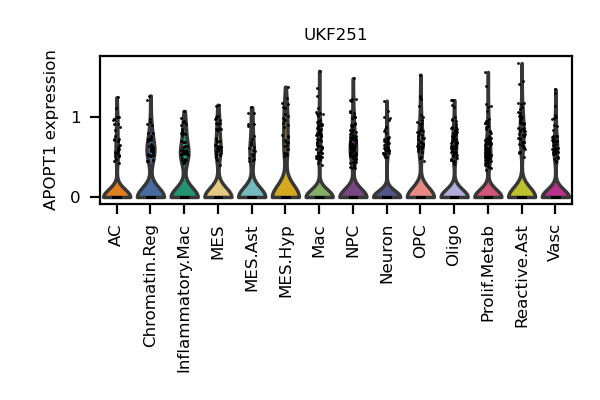 UKF251
APOPT1 expression
1
0
AC
Chromatin.Reg
Inflammatory.Mac
MES
MES.Ast
MES.Hyp
Mac
NPC
Neuron
OPC
Oligo
Prolif.Metab
Reactive.Ast
Vasc